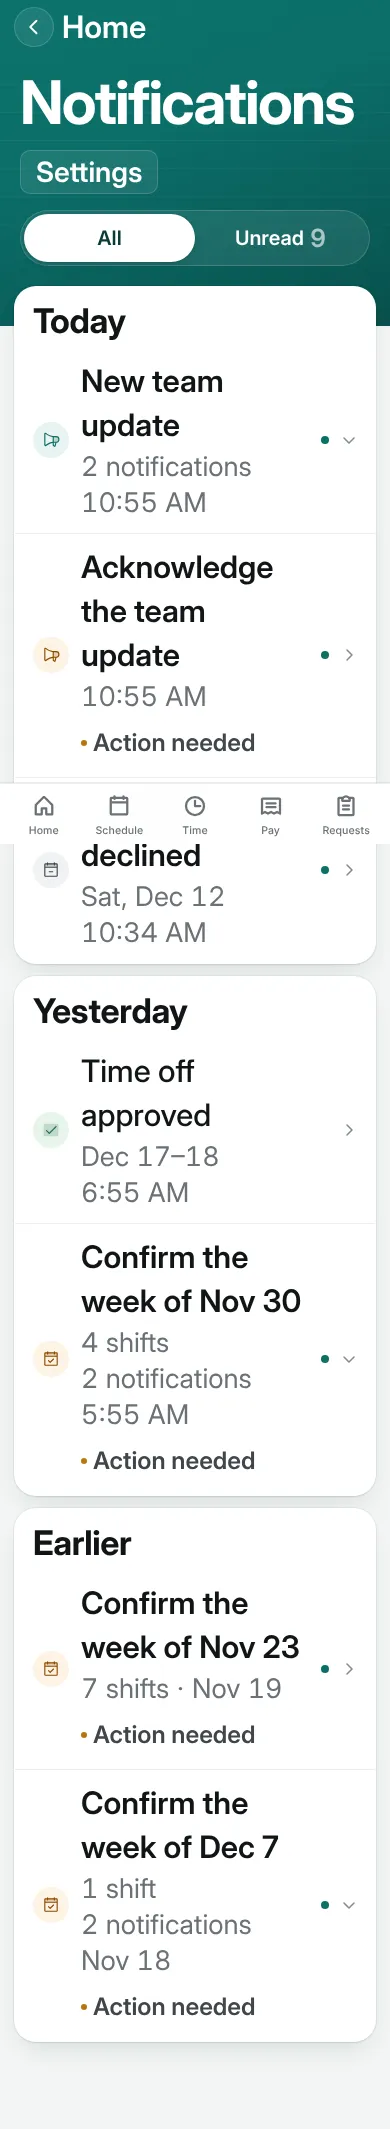 Home
Notifications
Settings
All
Unread 9
Today
New team
update
2 notifications
10:55 AM
Acknowledge
the team
update
10:55 AM
Action needed
Home
Schedule
Time
Pay
Requests
declined
Sat, Dec 12
10:34 AM
Yesterday
Time off
approved
Dec 17–18
6:55 AM
Confirm the
week of Nov 30
4 shifts
2 notifications
5:55 AM
Action needed
Earlier
Confirm the
week of Nov 23
7 shifts · Nov 19
Action needed
Confirm the
week of Dec 7
1 shift
2 notifications
Nov 18
Action needed